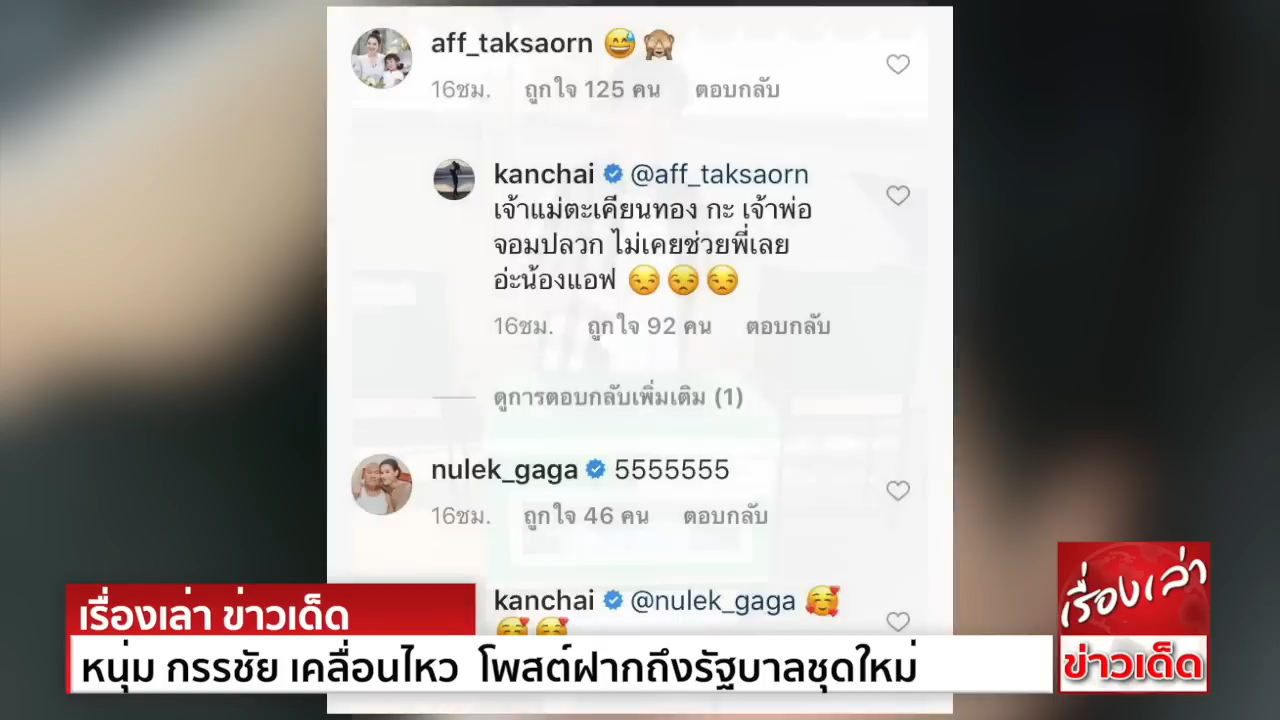 aff_taksaorn 😅🙈
16ชม. ถูกใจ 125 คน ตอบกลับ
kanchai @aff_taksaorn
เจ้าแม่ตะเคียนทอง กะ เจ้าพ่อ
จอมปลวก ไม่เคยช่วยพี่เลย
อ่ะน้องแอฟ 😒😒😒
16ชม. ถูกใจ 92 คน ตอบกลับ
ดูการตอบกลับเพิ่มเติม (1)
nulek_gaga 5555555
16ชม. ถูกใจ 46 คน ตอบกลับ
kanchai @nulek_gaga 🥰
🥰🥰
เรื่องเล่า ข่าวเด็ด
หนุ่ม กรรชัย เคลื่อนไหว โพสต์ฝากถึงรัฐบาลชุดใหม่
เรื่องเล่า
ข่าวเด็ด